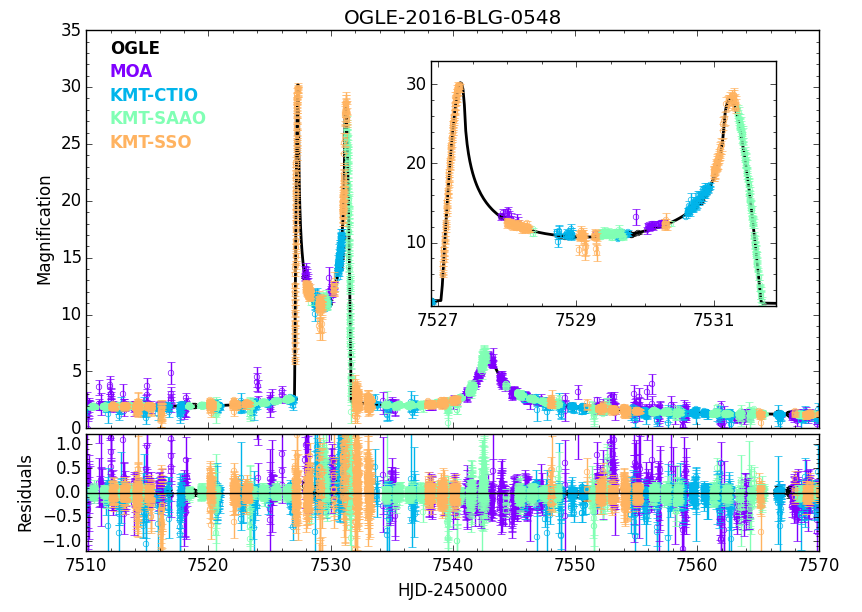 OGLE-2016-BLG-0548
35
30
25
20
15
10
5
0
Magnification
OGLE
MOA
KMT-CTIO
KMT-SAAO
KMT-SSO
30
20
10
7527 7529 7531
1.0
0.5
0.0
−0.5
−1.0
Residuals
7510 7520 7530 7540 7550 7560 7570
HJD-2450000